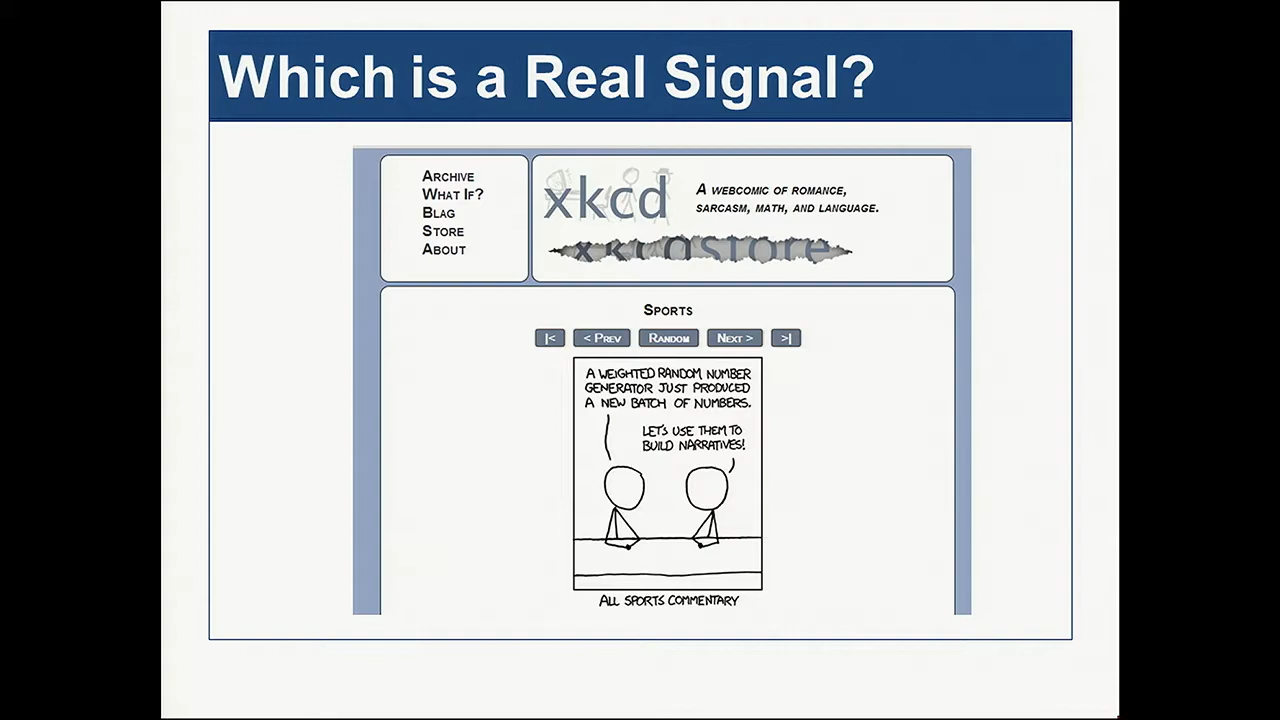 Which is a Real Signal?
ARCHIVE
WHAT IF?
BLAG
STORE
ABOUT
xkcd
A WEBCOMIC OF ROMANCE,
SARCASM, MATH, AND LANGUAGE.
xkcdstore
SPORTS
|<
< PREV
RANDOM
NEXT >
>|
A WEIGHTED RANDOM NUMBER
GENERATOR JUST PRODUCED
A NEW BATCH OF NUMBERS.
LET'S USE THEM TO
BUILD NARRATIVES!
ALL SPORTS COMMENTARY